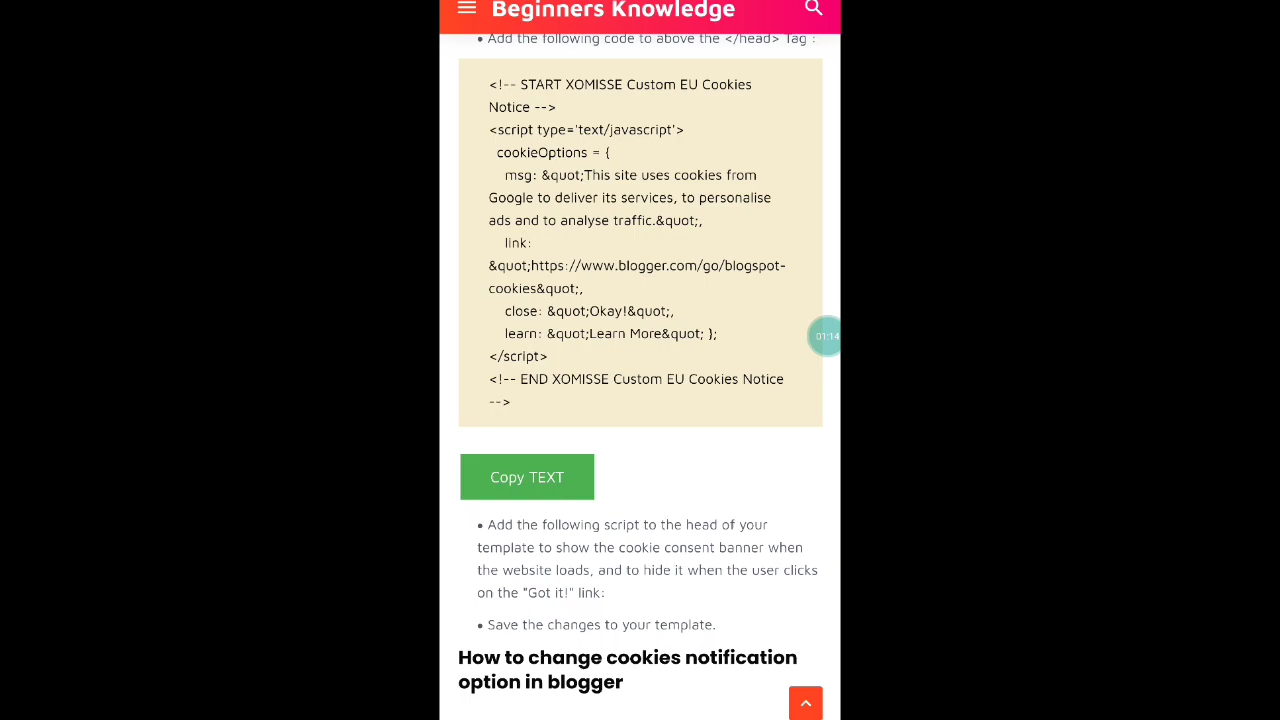 Beginners Knowledge
• Add the following code to above the </head> Tag :
<!-- START XOMISSE Custom EU Cookies
Notice -->
<script type='text/javascript'>
cookieOptions = {
msg: &quot;This site uses cookies from
Google to deliver its services, to personalise
ads and to analyse traffic.&quot;,
link:
&quot;https://www.blogger.com/go/blogspot-
cookies&quot;,
close: &quot;Okay!&quot;,
learn: &quot;Learn More&quot; };
</script>
<!-- END XOMISSE Custom EU Cookies Notice
-->
01:14
Copy TEXT
• Add the following script to the head of your
template to show the cookie consent banner when
the website loads, and to hide it when the user clicks
on the "Got it!" link:
• Save the changes to your template.
How to change cookies notification
option in blogger